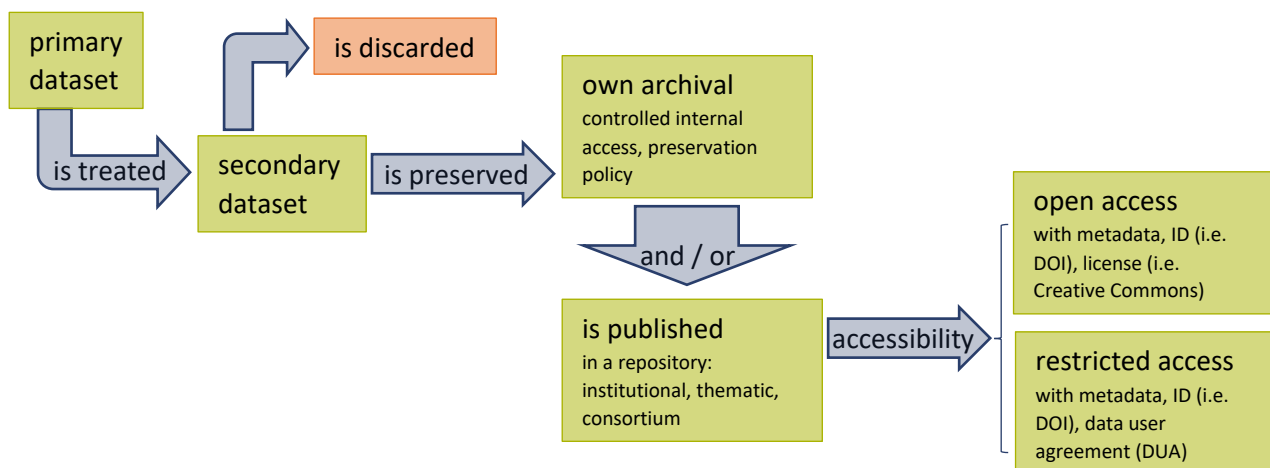 primary
dataset
is treated
secondary
dataset
is discarded
is preserved
own archival
controlled internal
access, preservation
policy
and / or
is published
in a repository:
institutional, thematic,
consortium
accessibility
open access
with metadata, ID (i.e.
DOI), license (i.e.
Creative Commons)
restricted access
with metadata, ID (i.e.
DOI), data user
agreement (DUA)